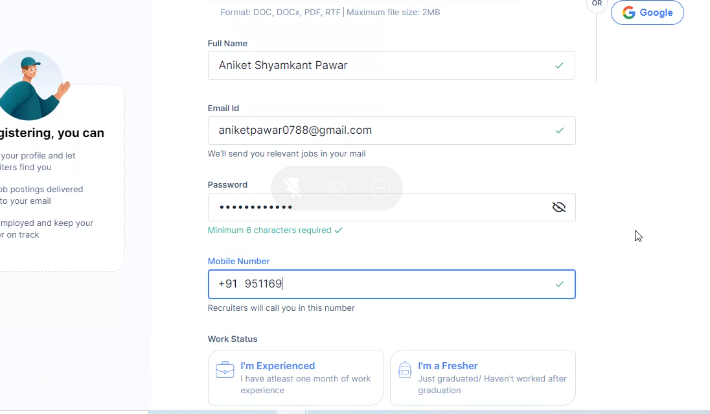 Format: DOC, DOCx, PDF, RTF | Maximum file size: 2MB
OR
Google
Full Name
Aniket Shyamkant Pawar
Email Id
aniketpawar0788@gmail.com
We'll send you relevant jobs in your mail
gistering, you can
your profile and let
iters find you
ob postings delivered
to your email
employed and keep your
er on track
Password
••••••••••••
Minimum 6 characters required
Mobile Number
+91 951169
Recruiters will call you in this number
Work Status
I'm Experienced
I have atleast one month of work
experience
I'm a Fresher
Just graduated/ Haven't worked after
graduation